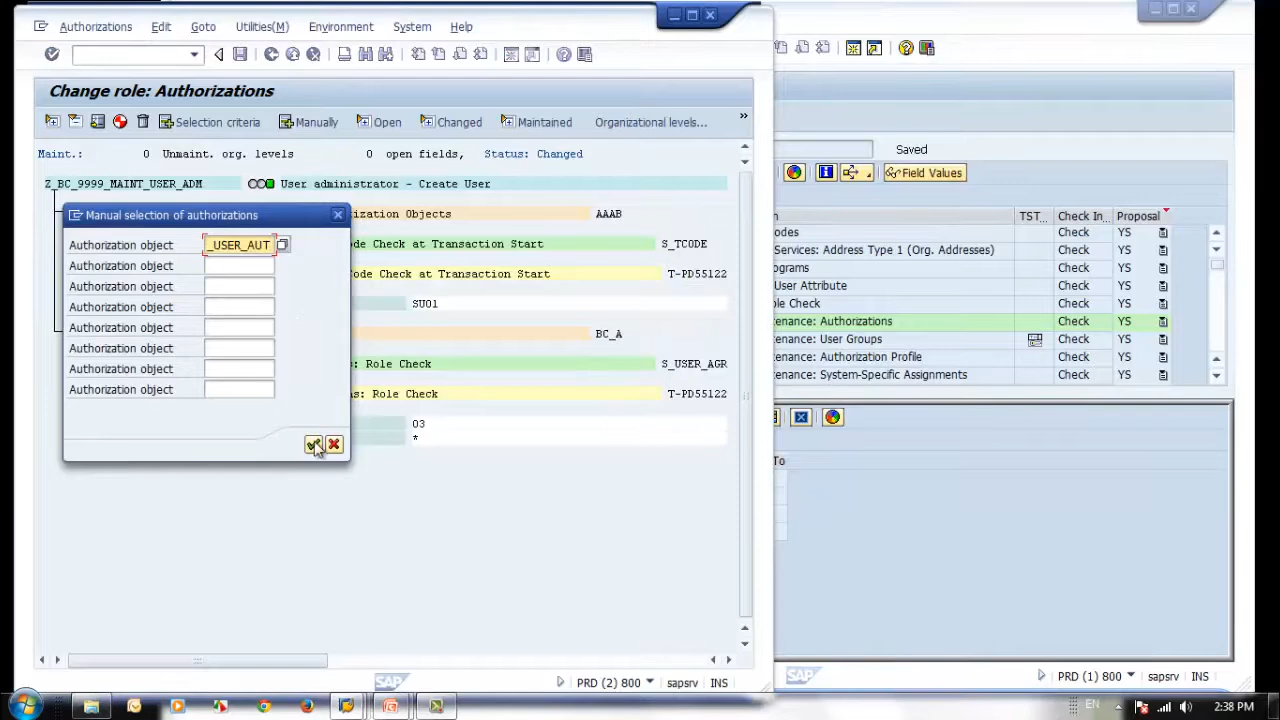 Authorizations Edit Goto Utilities(M) Environment System Help
Change role: Authorizations
Selection criteria Manually Open Changed Maintained Organizational levels... »
Maint.: 0 Unmaint. org. levels 0 open fields, Status: Changed
Z_BC_9999_MAINT_USER_ADM User administrator - Create User
Manual selection of authorizations
ization Objects AAAB
Authorization object _USER_AUT
ode Check at Transaction Start S_TCODE
Authorization object
ode Check at Transaction Start T-PD55122
Authorization object
Authorization object
SU01
Authorization object
BC_A
Authorization object
s: Role Check S_USER_AGR
Authorization object
Authorization object
s: Role Check T-PD55122
03
*
PRD (2) 800 sapsrv INS
Saved
Field Values
n TST... Check In... Proposal
odes Check YS
Services: Address Type 1 (Org. Addresses) Check YS
ograms Check YS
User Attribute Check YS
le Check Check YS
tenance: Authorizations Check YS
tenance: User Groups Check YS
tenance: Authorization Profile Check YS
tenance: System-Specific Assignments Check YS
To
SAP
PRD (1) 800 sapsrv INS
SAP
EN 2:38 PM